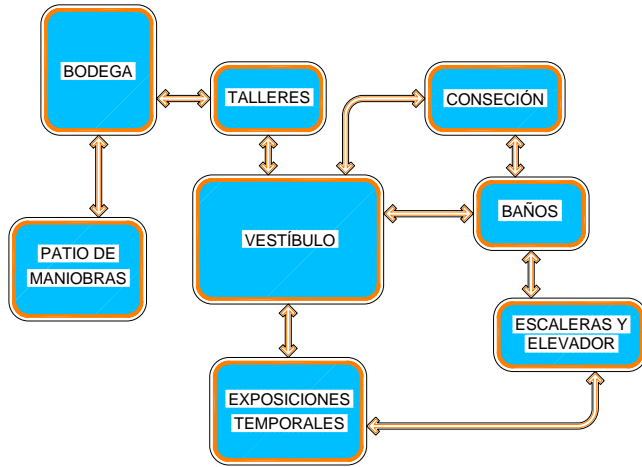 BODEGA
TALLERES
CONSECIÓN
VESTÍBULO
BAÑOS
PATIO DE
MANIOBRAS
ESCALERAS Y
ELEVADOR
EXPOSICIONES
TEMPORALES